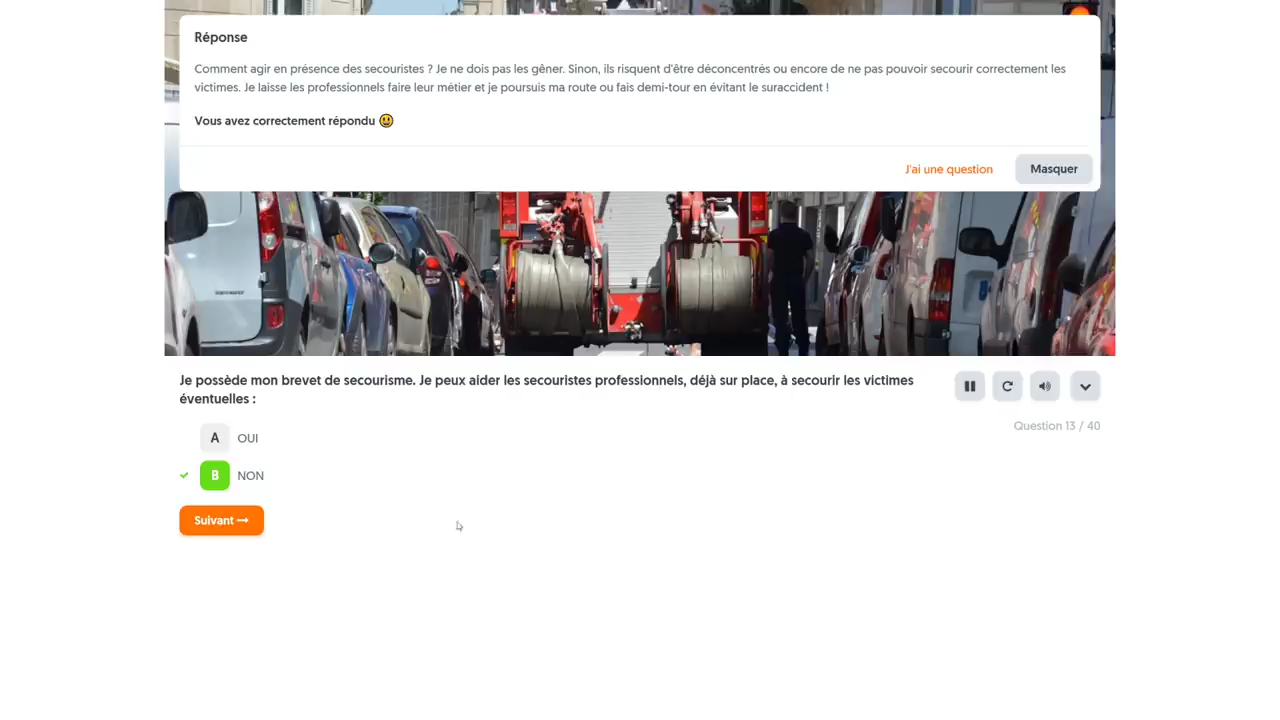 Réponse
Comment agir en présence des secouristes ? Je ne dois pas les gêner. Sinon, ils risquent d'être déconcentrés ou encore de ne pas pouvoir secourir correctement les
victimes. Je laisse les professionnels faire leur métier et je poursuis ma route ou fais demi-tour en évitant le suraccident !
Vous avez correctement répondu 😃
J'ai une question
Masquer
Je possède mon brevet de secourisme. Je peux aider les secouristes professionnels, déjà sur place, à secourir les victimes
éventuelles :
Question 13 / 40
A OUI
B NON
Suivant →